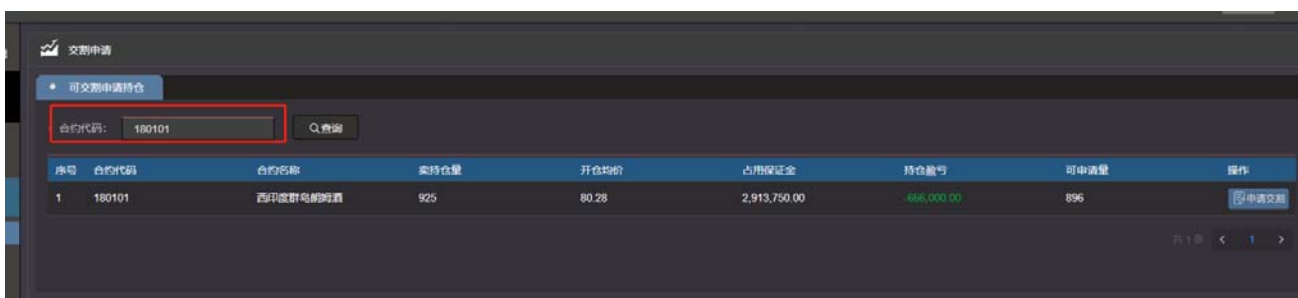 交割申请
可交割申请持仓
合约代码: 180101 查询
序号 合约代码 合约名称 卖持仓量 开仓均价 占用保证金 持仓盈亏 可申请量 操作
1 180101 西印度群岛朗姆酒 925 80.28 2,913,750.00 -666,000.00 896 申请交割
共1条 < 1 >